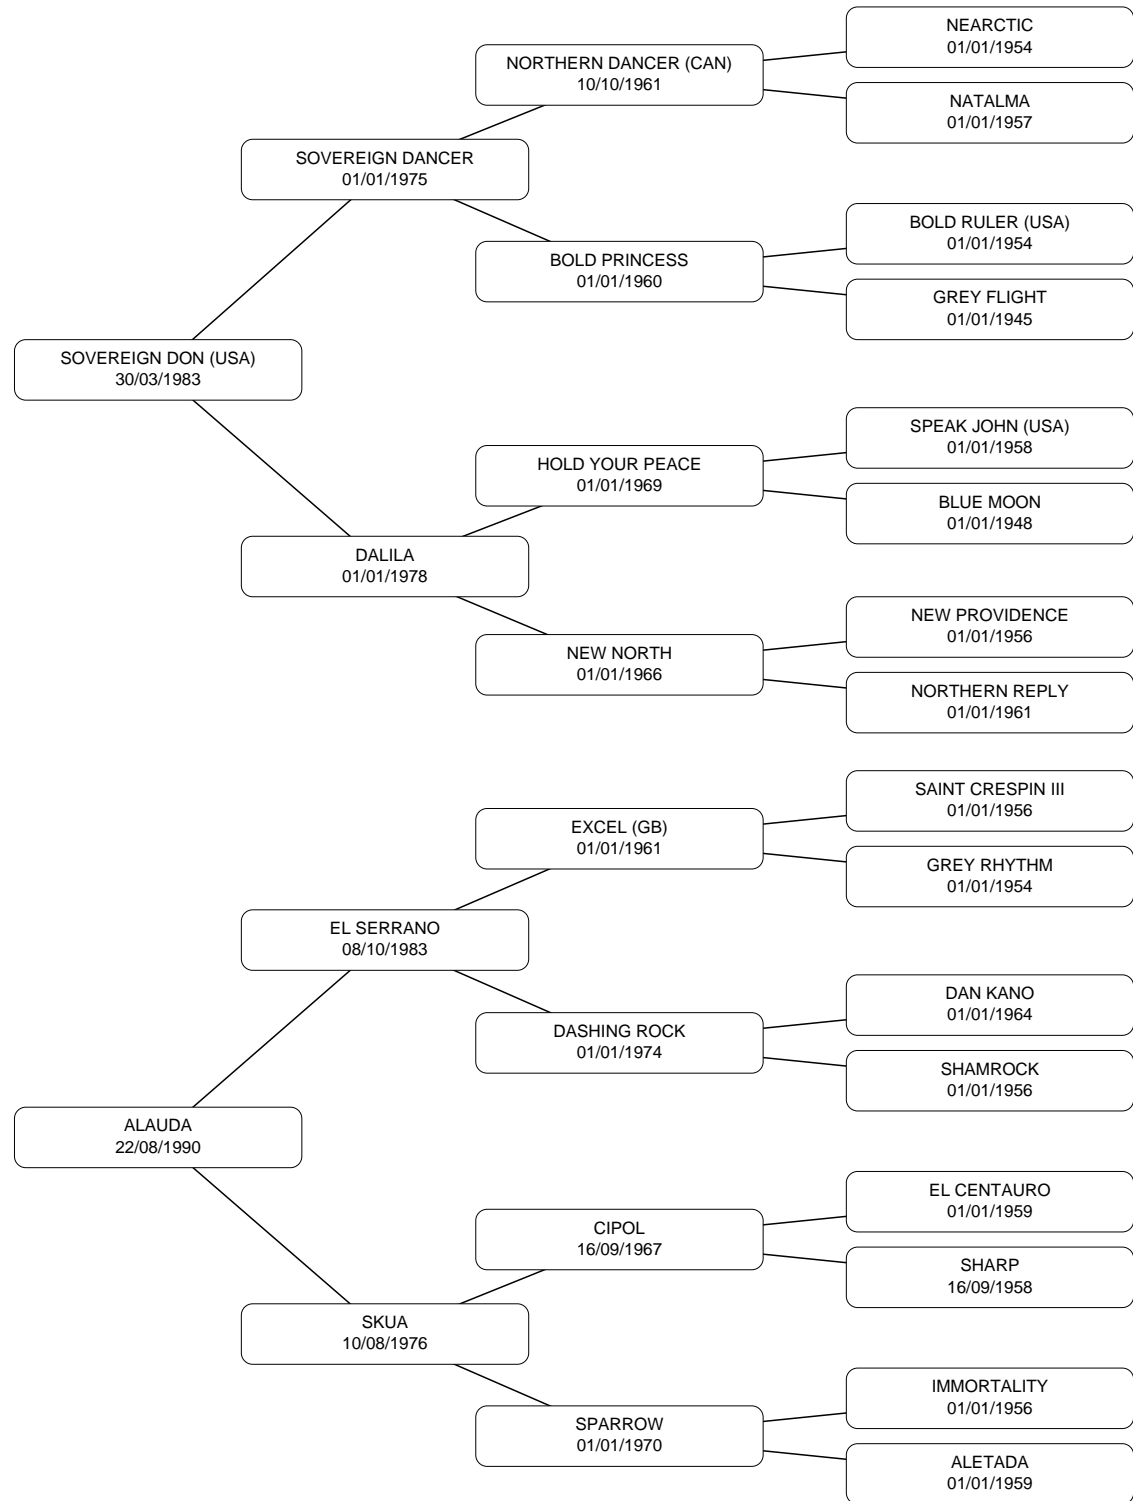 NEARCTIC
01/01/1954
NORTHERN DANCER (CAN)
10/10/1961
NATALMA
01/01/1957
SOVEREIGN DANCER
01/01/1975
BOLD RULER (USA)
01/01/1954
BOLD PRINCESS
01/01/1960
GREY FLIGHT
01/01/1945
SOVEREIGN DON (USA)
30/03/1983
SPEAK JOHN (USA)
01/01/1958
HOLD YOUR PEACE
01/01/1969
BLUE MOON
01/01/1948
DALILA
01/01/1978
NEW PROVIDENCE
01/01/1956
NEW NORTH
01/01/1966
NORTHERN REPLY
01/01/1961
SAINT CRESPIN III
01/01/1956
EXCEL (GB)
01/01/1961
GREY RHYTHM
01/01/1954
EL SERRANO
08/10/1983
DAN KANO
01/01/1964
DASHING ROCK
01/01/1974
SHAMROCK
01/01/1956
ALAUDA
22/08/1990
EL CENTAURO
01/01/1959
CIPOL
16/09/1967
SHARP
16/09/1958
SKUA
10/08/1976
IMMORTALITY
01/01/1956
SPARROW
01/01/1970
ALETADA
01/01/1959